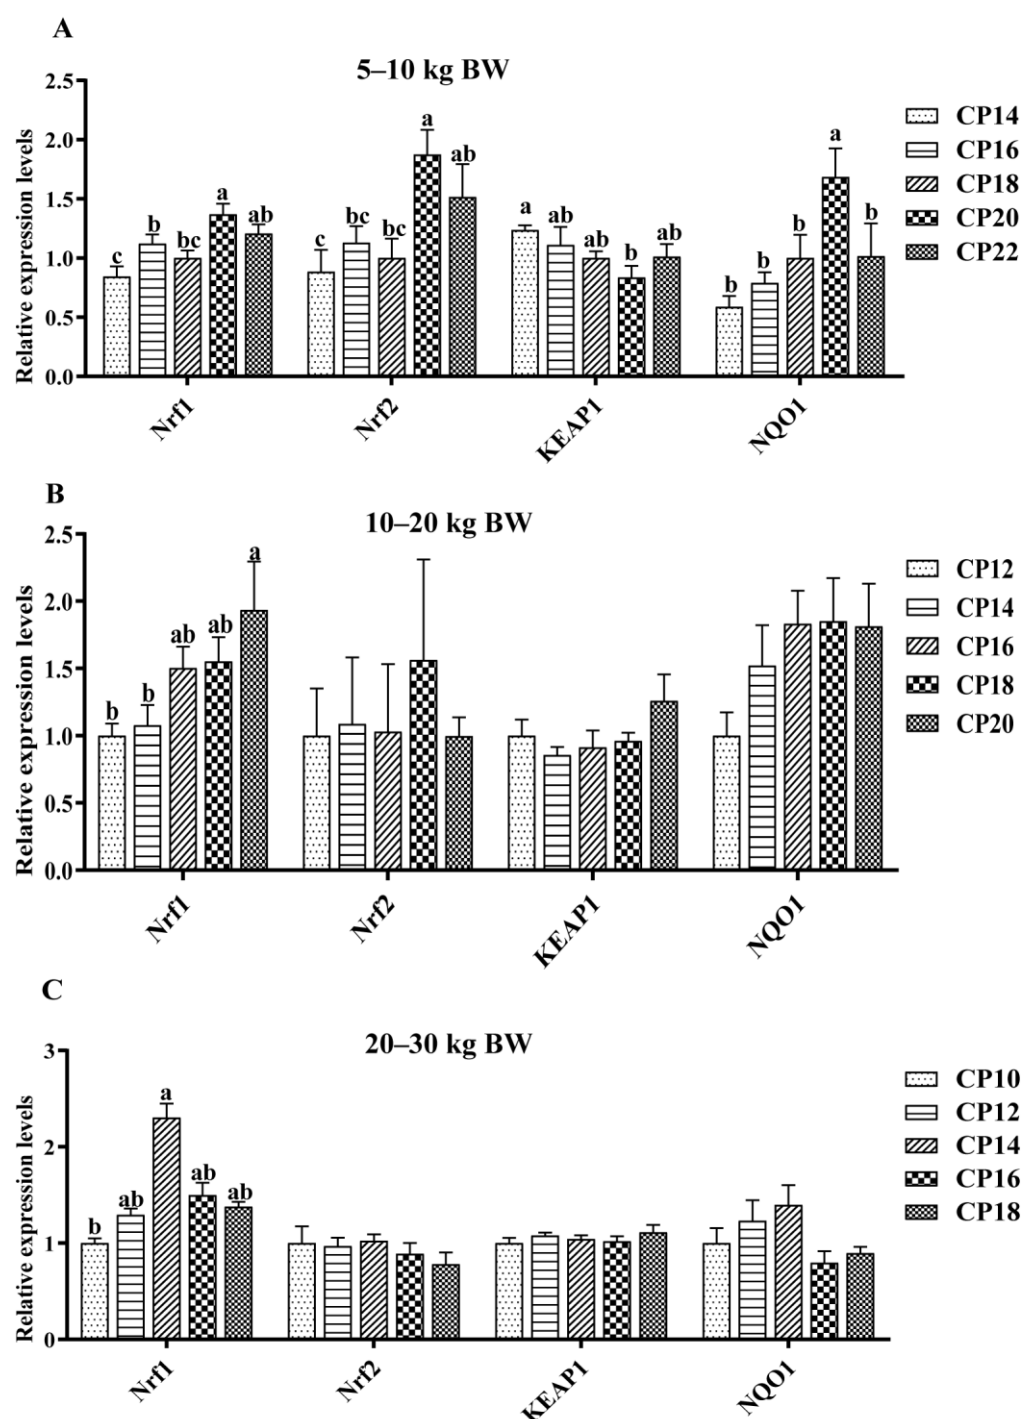 A
5–10 kg BW
Relative expression levels
2.5
2.0
1.5
1.0
0.5
0.0
c
b
bc
a
ab
c
bc
bc
a
ab
a
ab
ab
b
ab
b
b
b
a
b
Nrf1
Nrf2
KEAP1
NQO1
CP14
CP16
CP18
CP20
CP22
B
10–20 kg BW
Relative expression levels
2.5
2.0
1.5
1.0
0.5
0.0
b
b
ab
ab
a
Nrf1
Nrf2
KEAP1
NQO1
CP12
CP14
CP16
CP18
CP20
C
20–30 kg BW
Relative expression levels
3
2
1
0
b
ab
a
ab
ab
Nrf1
Nrf2
KEAP1
NQO1
CP10
CP12
CP14
CP16
CP18